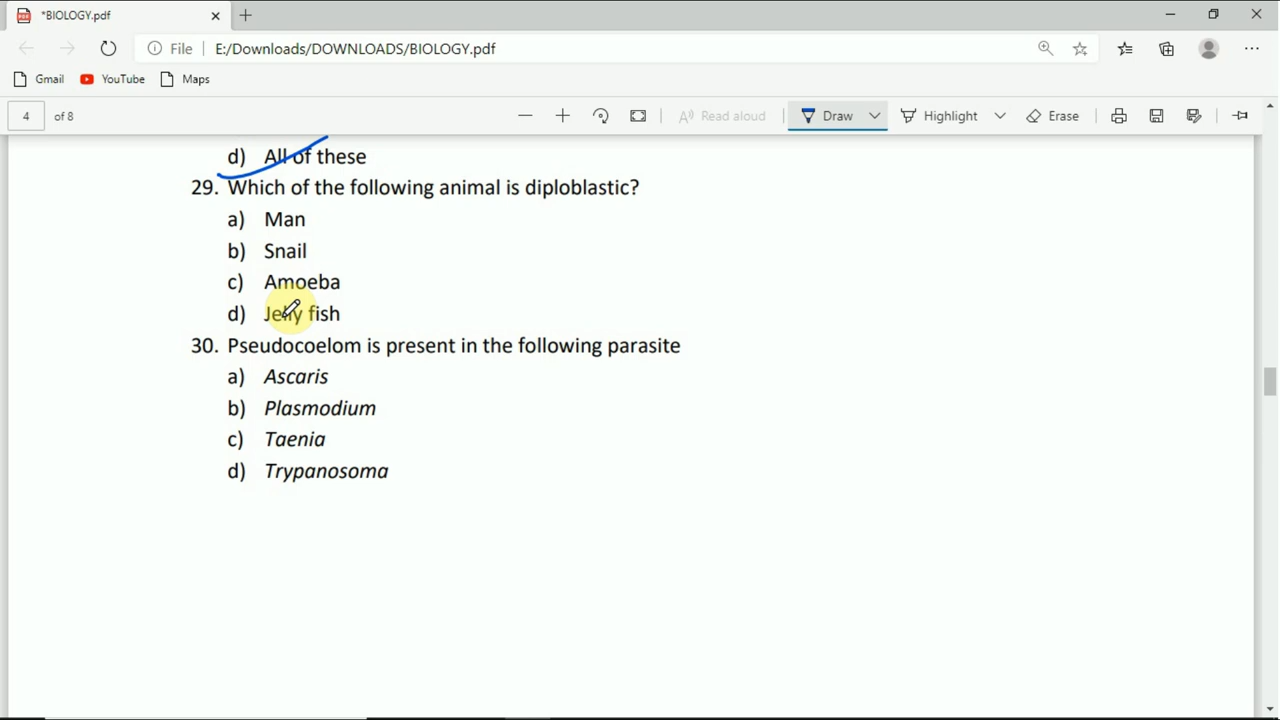 *BIOLOGY.pdf
File E:/Downloads/DOWNLOADS/BIOLOGY.pdf
Gmail YouTube Maps
4 of 8 Read aloud Draw Highlight Erase
d) All of these
29. Which of the following animal is diploblastic?
a) Man
b) Snail
c) Amoeba
d) Jelly fish
30. Pseudocoelom is present in the following parasite
a) Ascaris
b) Plasmodium
c) Taenia
d) Trypanosoma